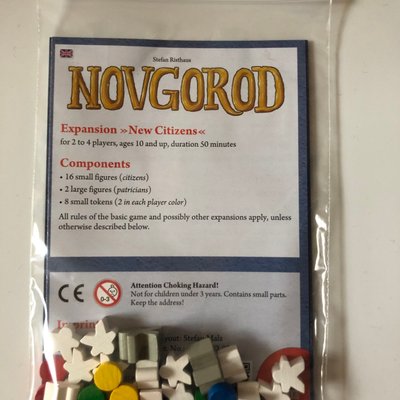 Stefan Risthaus
NOVGOROD
Expansion »New Citizens«
for 2 to 4 players, ages 10 and up, duration 50 minutes
Components
• 16 small figures (citizens)
• 2 large figures (patricians)
• 8 small tokens (2 in each player color)
All rules of the basic game and possibly other expansions apply, unless
otherwise described below.
CE
0-3
Attention Choking Hazard!
Not for children under 3 years. Contains small parts.
Keep the address!
Stefan Malz